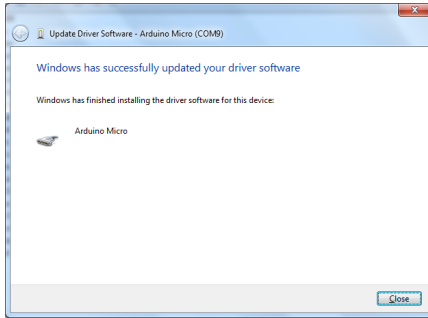 Update Driver Software - Arduino Micro (COM9)
Windows has successfully updated your driver software
Windows has finished installing the driver software for this device:
Arduino Micro
Close